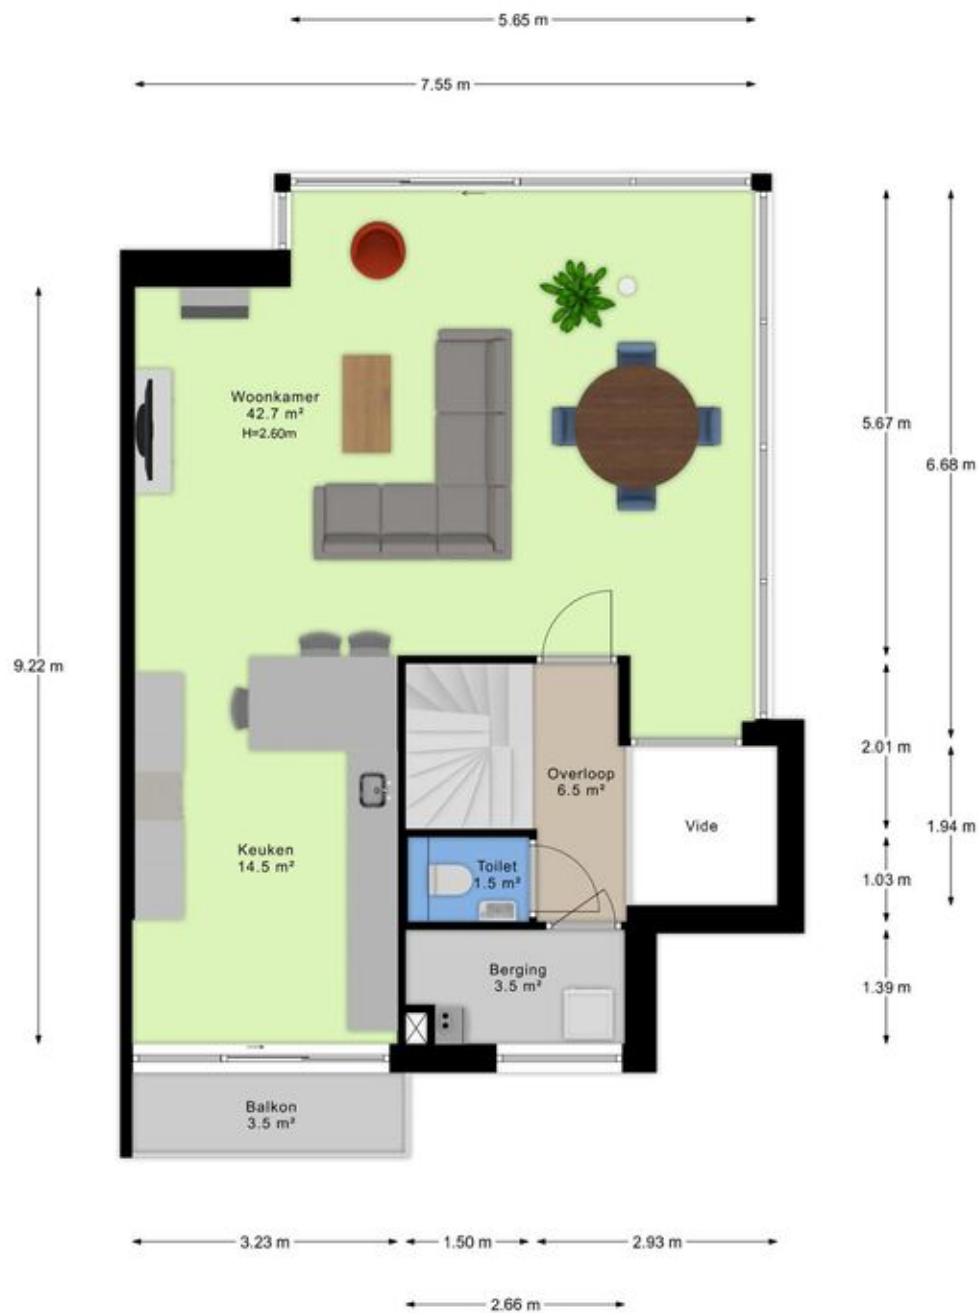 5.65 m
7.55 m
Woonkamer
42.7 m²
H=2.60m
5.67 m
6.68 m
9.22 m
2.01 m
Overloop
6.5 m²
1.94 m
Vide
Keuken
14.5 m²
Toilet
1.5 m²
1.03 m
Berging
3.5 m²
1.39 m
Balkon
3.5 m²
3.23 m
1.50 m
2.93 m
2.66 m